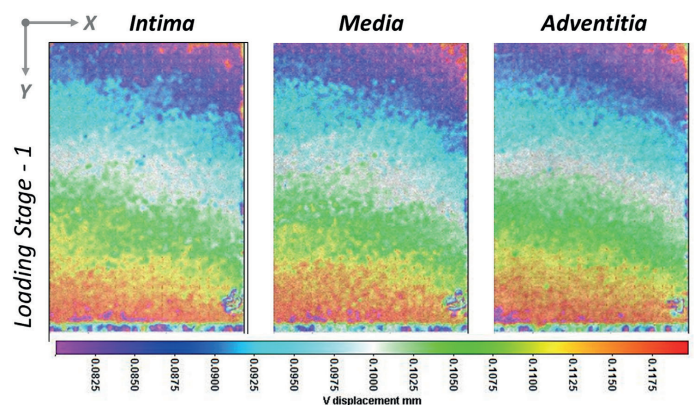 X
Intima
Media
Adventitia
Y
Loading Stage - 1
0.0825
0.0850
0.0875
0.0900
0.0925
0.0950
0.0975
0.1000
0.1025
0.1050
0.1075
0.1100
0.1125
0.1150
0.1175
V displacement mm